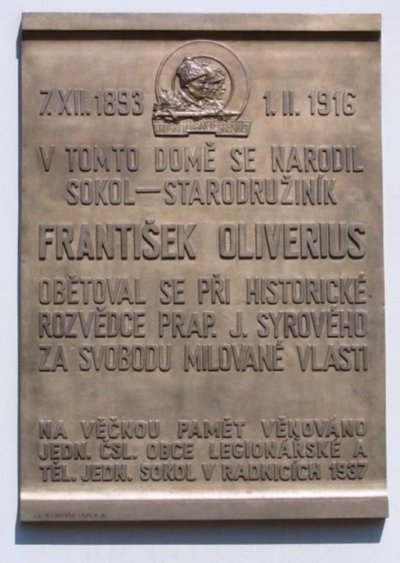 7.XII.1893 1.II.1916
V TOMTO DOMĚ SE NARODIL
SOKOL—STARODRUŽINÍK
FRANTIŠEK OLIVERIUS
OBĚTOVAL SE PŘI HISTORICKÉ
ROZVĚDCE PRAP. J. SYROVÉHO
ZA SVOBODU MILOVANÉ VLASTI
NA VĚČNOU PAMĚŤ VĚNOVÁNO
JEDN. ČSL. OBCE LEGIONÁŘSKÉ A
TĚL. JEDN. SOKOL V RADNICÍCH 1937